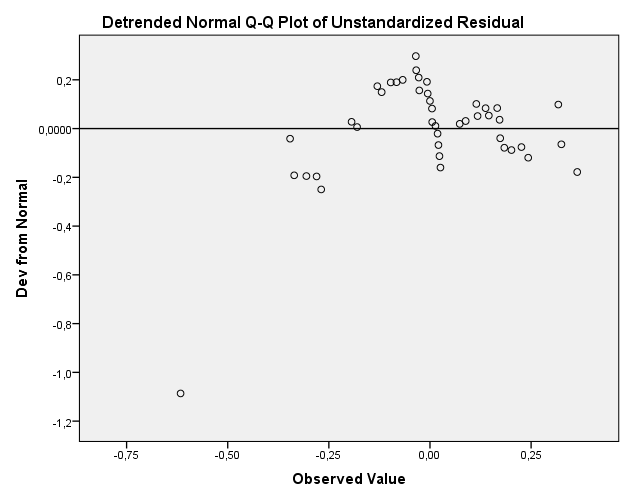 Detrended Normal Q-Q Plot of Unstandardized Residual
0,2
0,0000
-0,2
-0,4
-0,6
-0,8
-1,0
-1,2
Dev from Normal
-0,75 -0,50 -0,25 0,00 0,25
Observed Value